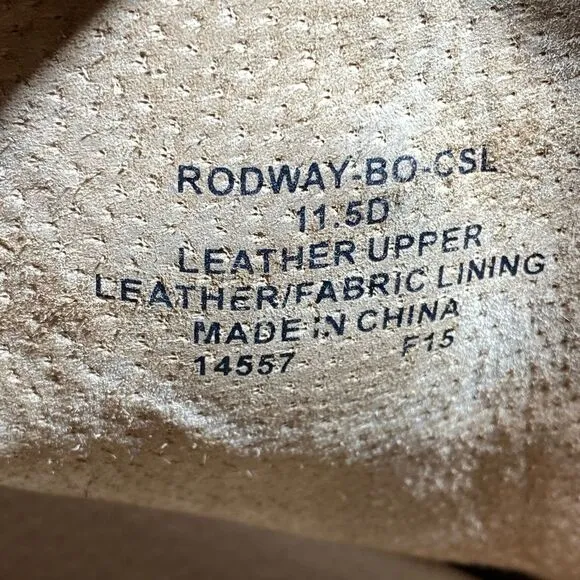 RODWAY-BO-CSL
11.5D
LEATHER UPPER
LEATHER/FABRIC LINING
MADE IN CHINA
14557 F15